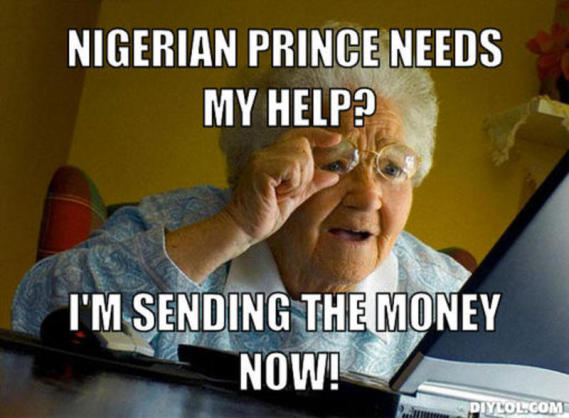 NIGERIAN PRINCE NEEDS
MY HELP?
I'M SENDING THE MONEY
NOW!
DIYLOL.COM